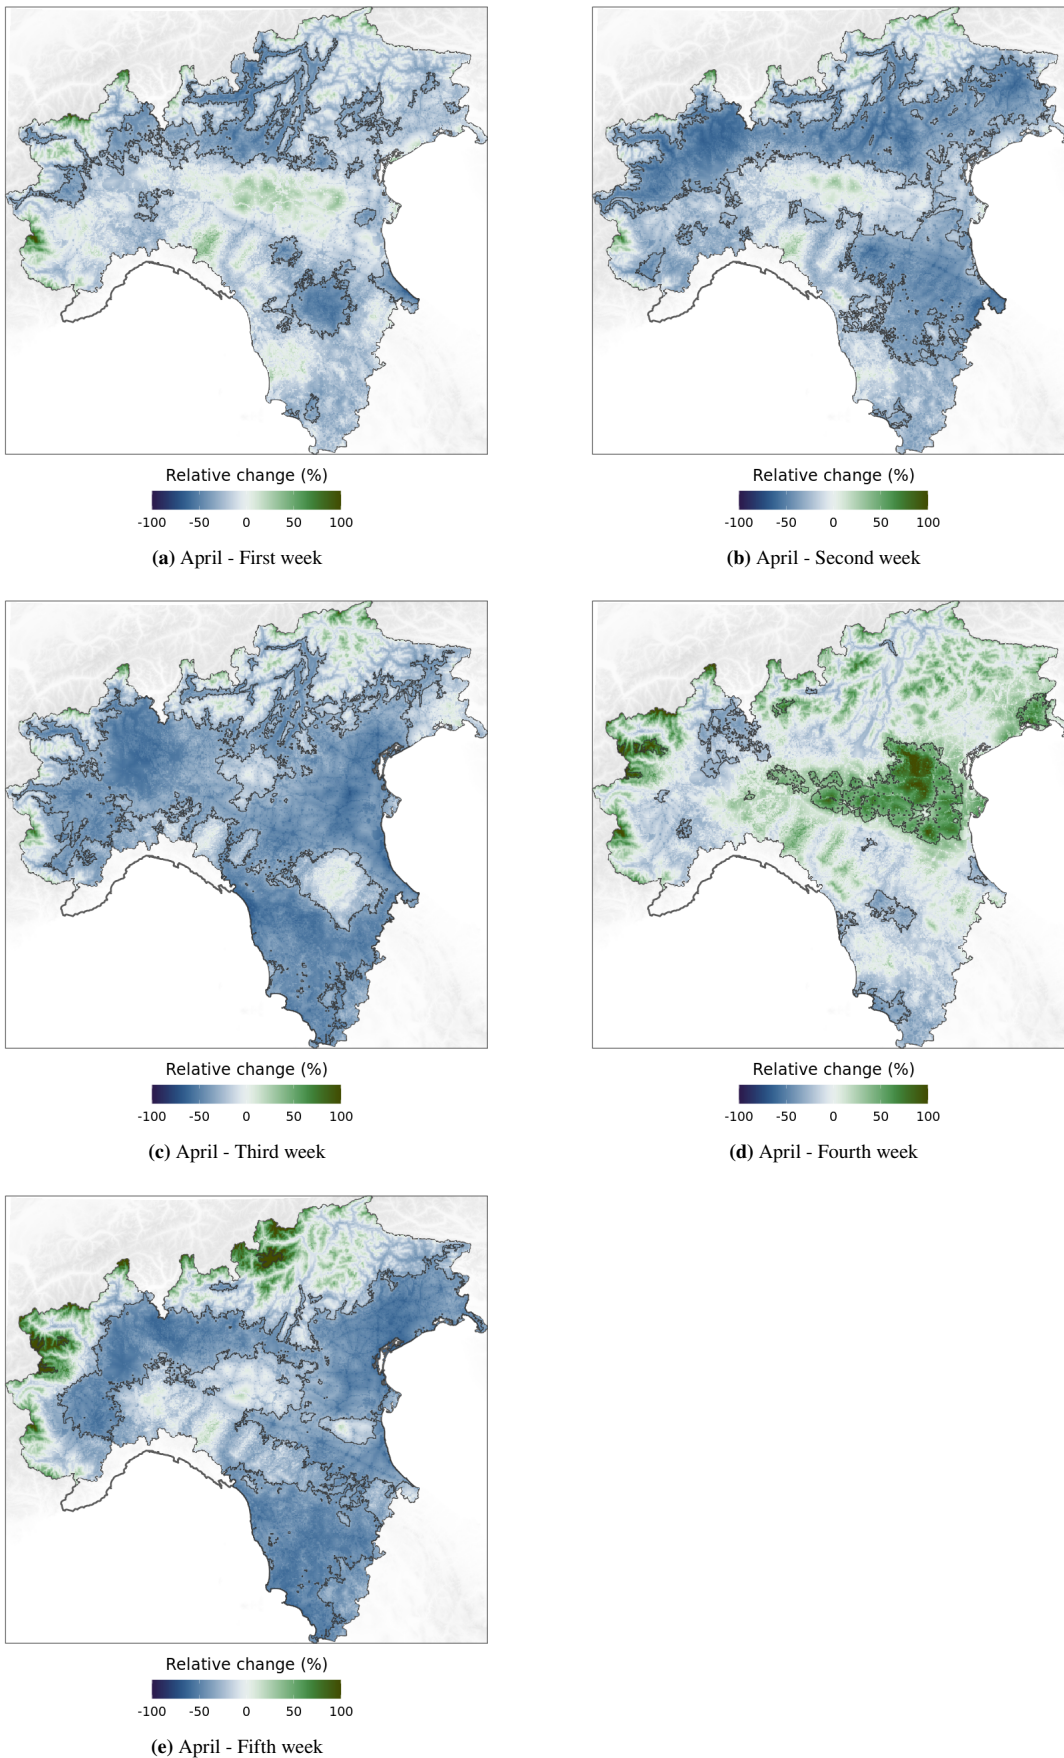 Relative change (%)
-100 -50 0 50 100
(a) April - First week
Relative change (%)
-100 -50 0 50 100
(b) April - Second week
Relative change (%)
-100 -50 0 50 100
(c) April - Third week
Relative change (%)
-100 -50 0 50 100
(d) April - Fourth week
Relative change (%)
-100 -50 0 50 100
(e) April - Fifth week